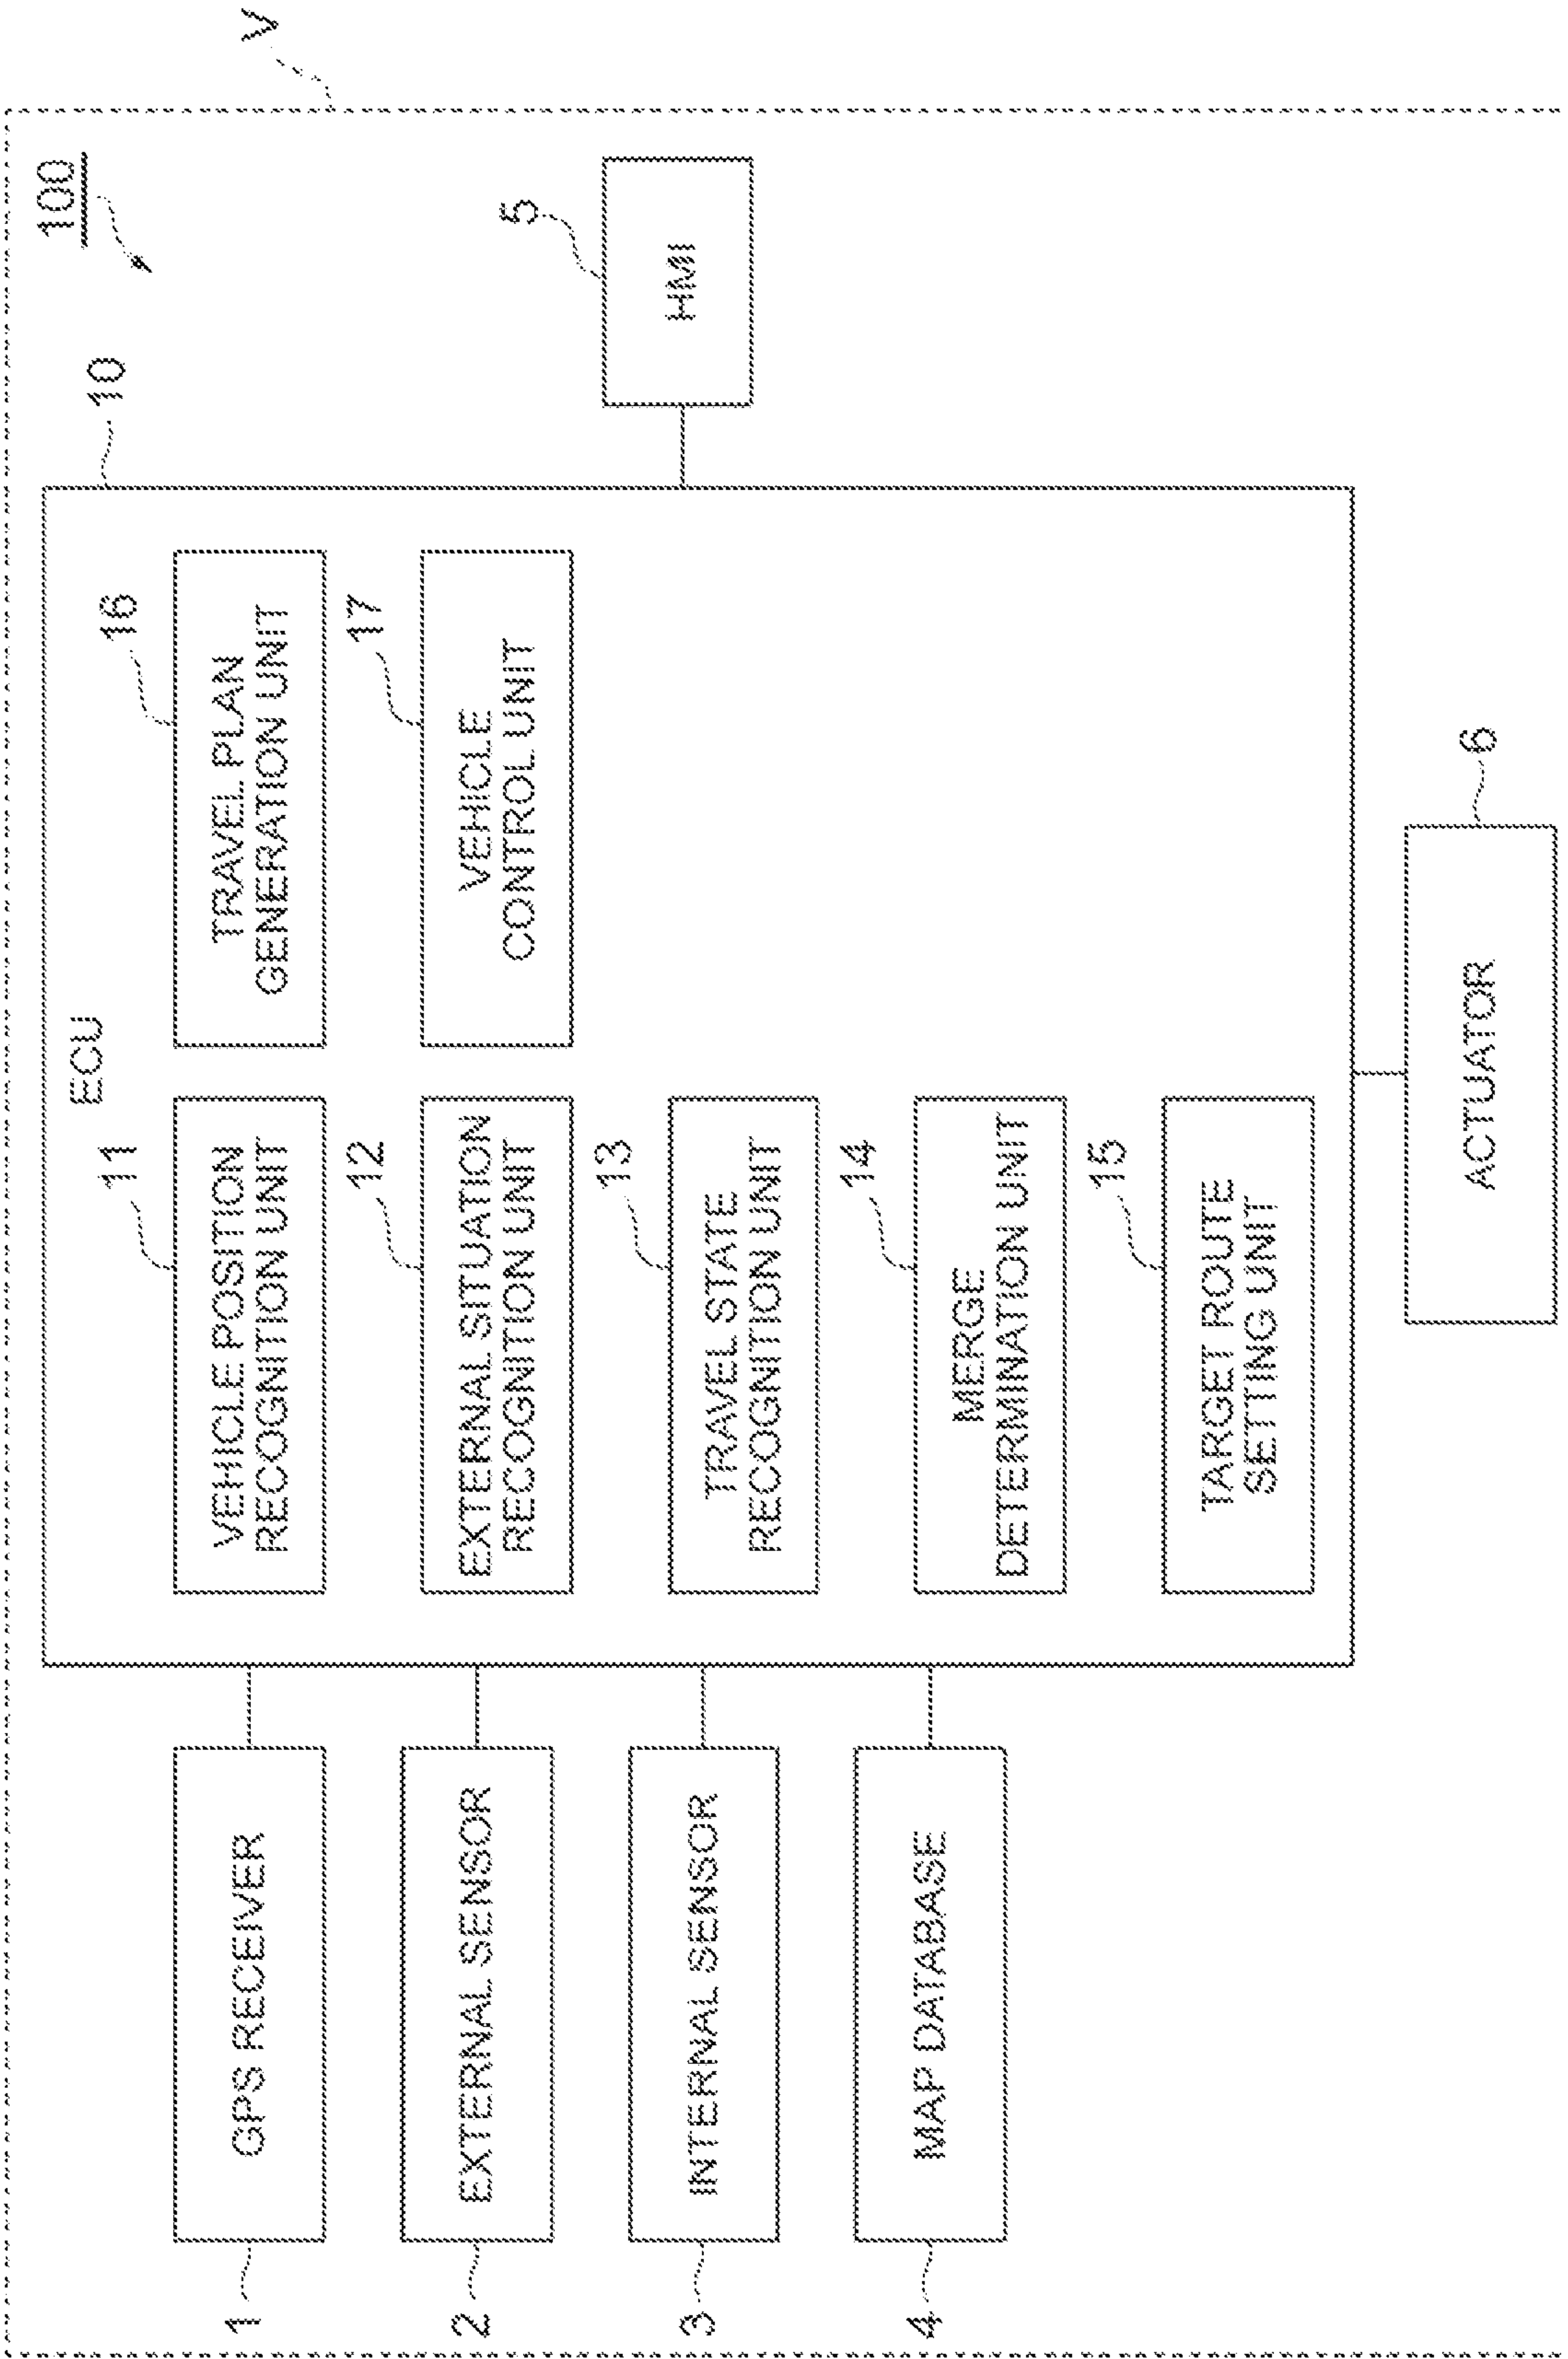 100
V
10
ECU
1
GPS RECEIVER
2
EXTERNAL SENSOR
3
INTERNAL SENSOR
4
MAP DATABASE
11
VEHICLE POSITION
RECOGNITION UNIT
12
EXTERNAL SITUATION
RECOGNITION UNIT
13
TRAVEL STATE
RECOGNITION UNIT
14
MERGE
DETERMINATION UNIT
15
TARGET ROUTE
SETTING UNIT
16
TRAVEL PLAN
GENERATION UNIT
17
VEHICLE
CONTROL UNIT
5
HMI
6
ACTUATOR